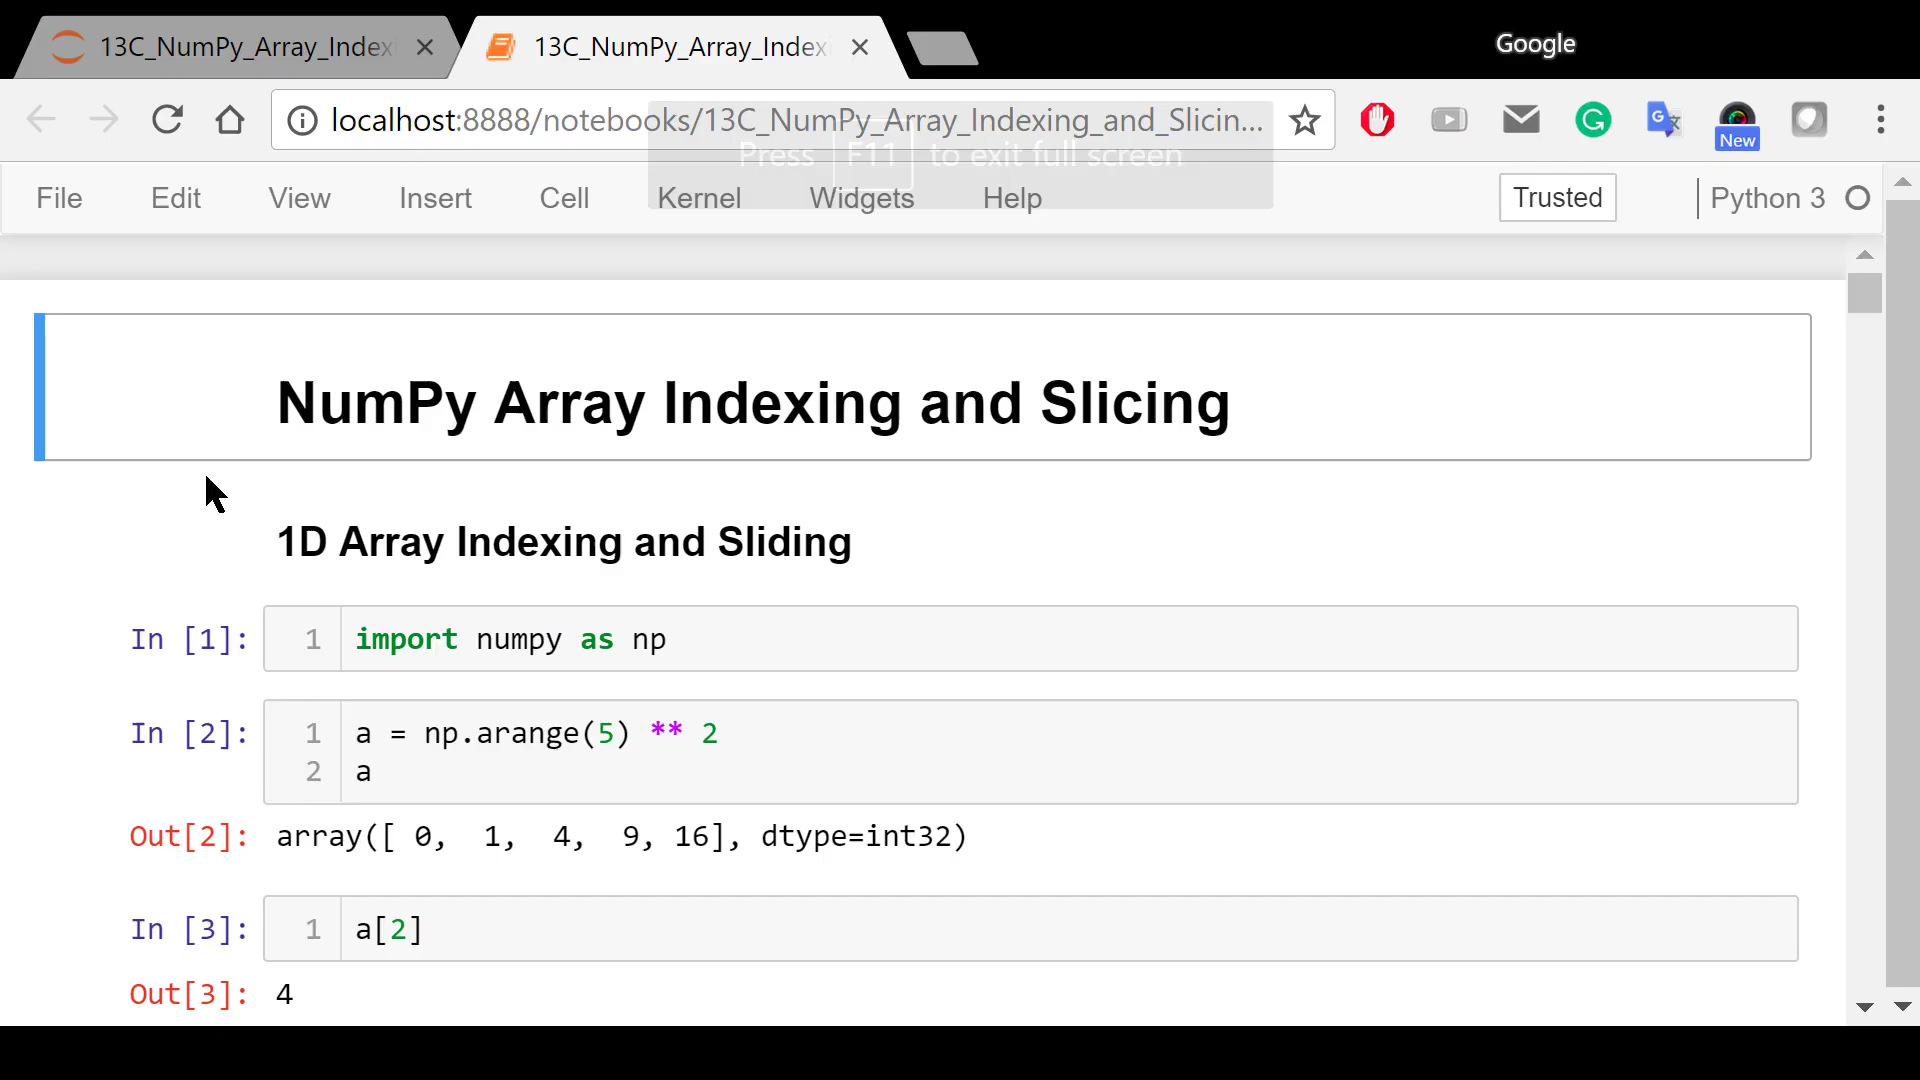 13C_NumPy_Array_Indexi
13C_NumPy_Array_Indexi
Google
localhost:8888/notebooks/13C_NumPy_Array_Indexing_and_Slicin...
New
Press F11 to exit full screen
File Edit View Insert Cell Kernel Widgets Help Trusted Python 3
NumPy Array Indexing and Slicing
1D Array Indexing and Sliding
In [1]: 1 import numpy as np
In [2]: 1 a = np.arange(5) ** 2
2 a
Out[2]: array([ 0,  1,  4,  9, 16], dtype=int32)
In [3]: 1 a[2]
Out[3]: 4